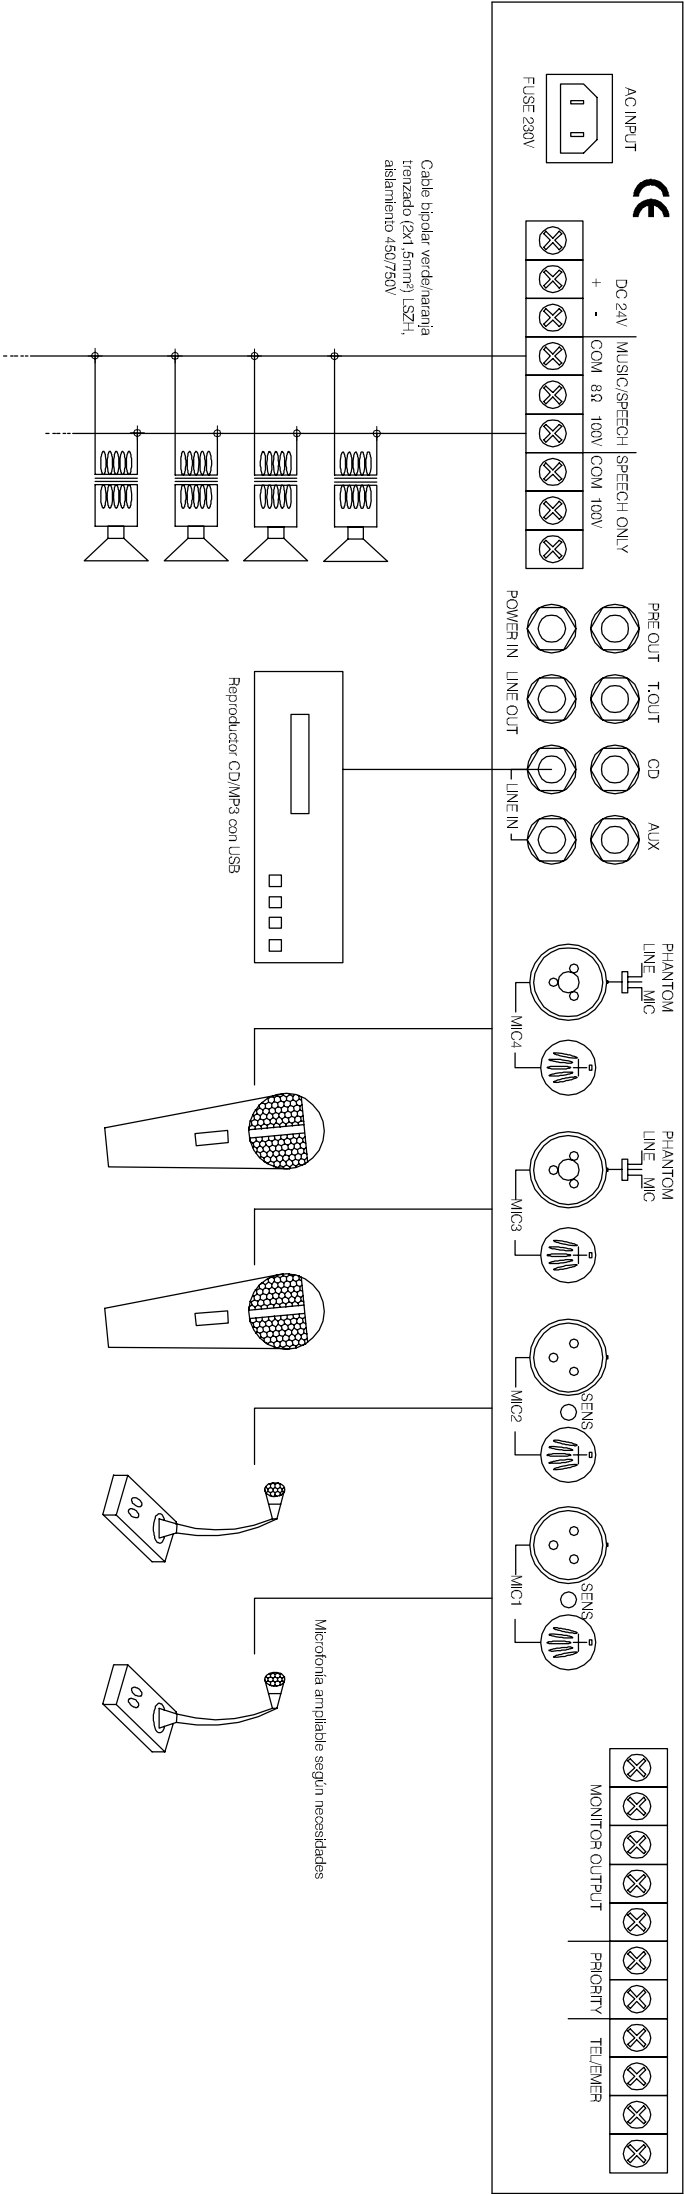 AC INPUT
FUSE 230V
CE
DC 24V
+ -
MUSIC/SPEECH
COM 8Ω 100V
SPEECH ONLY
COM 100V
Cable bipolar verde/naranja
trenzado (2x1,5mm²) LSZH,
aislamiento 450/750V
PRE OUT
T.OUT
CD
AUX
POWER IN
LINE OUT
LINE IN
Reproductor CD/MP3 con USB
PHANTOM
LINE MIC
MIC4
PHANTOM
LINE MIC
MIC3
SENS
MIC2
SENS
MIC1
Microfonía ampliable según necesidades
MONITOR OUTPUT
PRIORITY
TEL/EMER